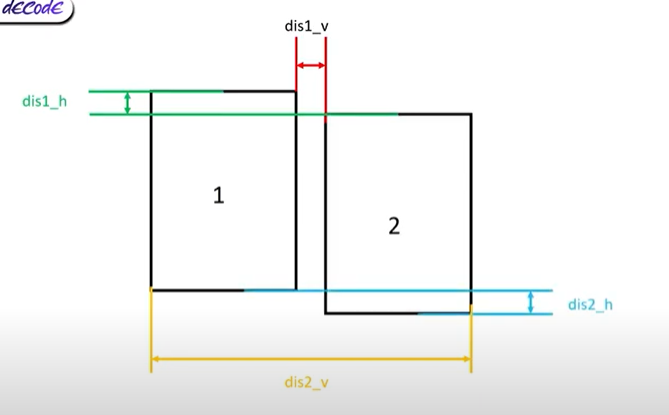 dECodE
dis1_v
dis1_h
1
2
dis2_h
dis2_v